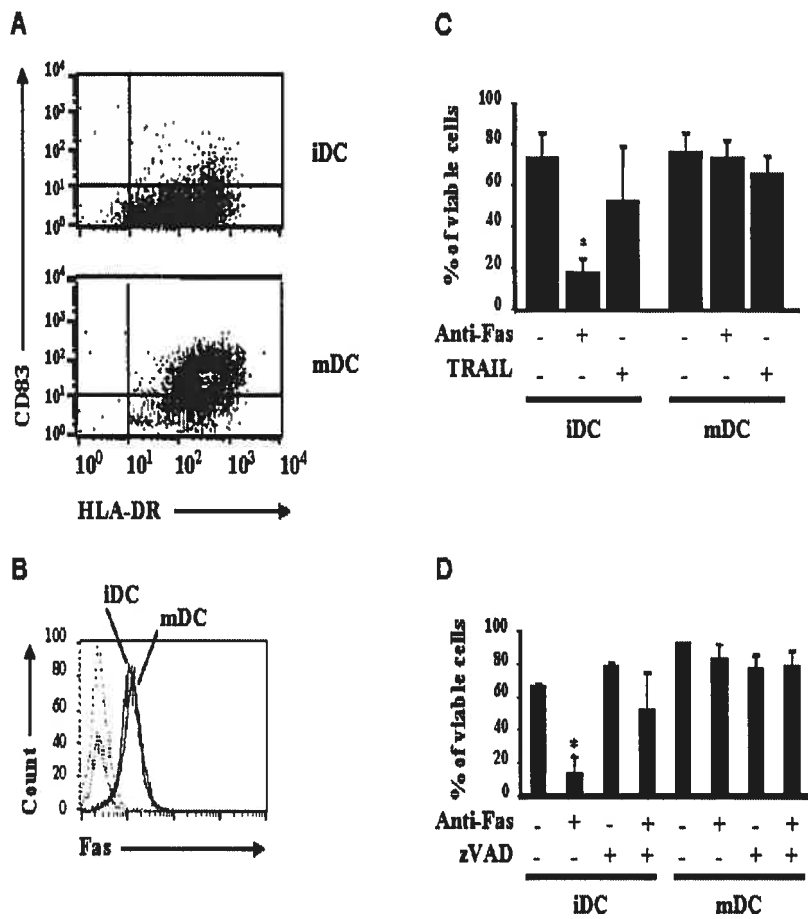 A
10⁴
10³
10²
10¹
10⁰
iDC
10⁴
10³
10²
10¹
10⁰
mDC
CD83
10⁰ 10¹ 10² 10³ 10⁴
HLA-DR
B
iDC
mDC
100
80
60
40
20
0
Count
Fas
C
100
80
60
40
20
0
% of viable cells
*
Anti-Fas - + - - + -
TRAIL - - + - - +
iDC mDC
D
100
80
60
40
20
0
% of viable cells
*
*
Anti-Fas - + - + - + - +
zVAD - - + + - - + +
iDC mDC